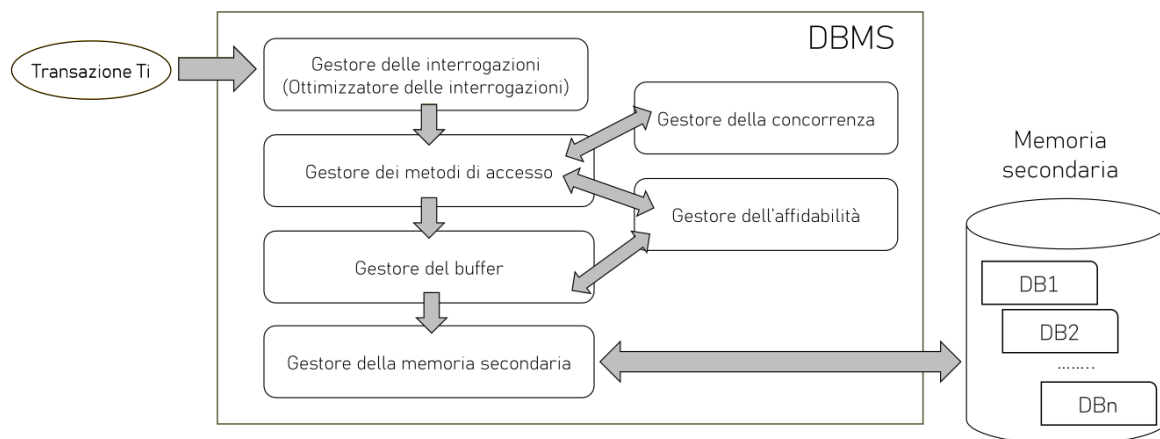 DBMS
Transazione Ti
Gestore delle interrogazioni
(Ottimizzatore delle interrogazioni)
Gestore della concorrenza
Gestore dei metodi di accesso
Gestore dell'affidabilità
Gestore del buffer
Gestore della memoria secondaria
Memoria
secondaria
DB1
DB2
........
DBn